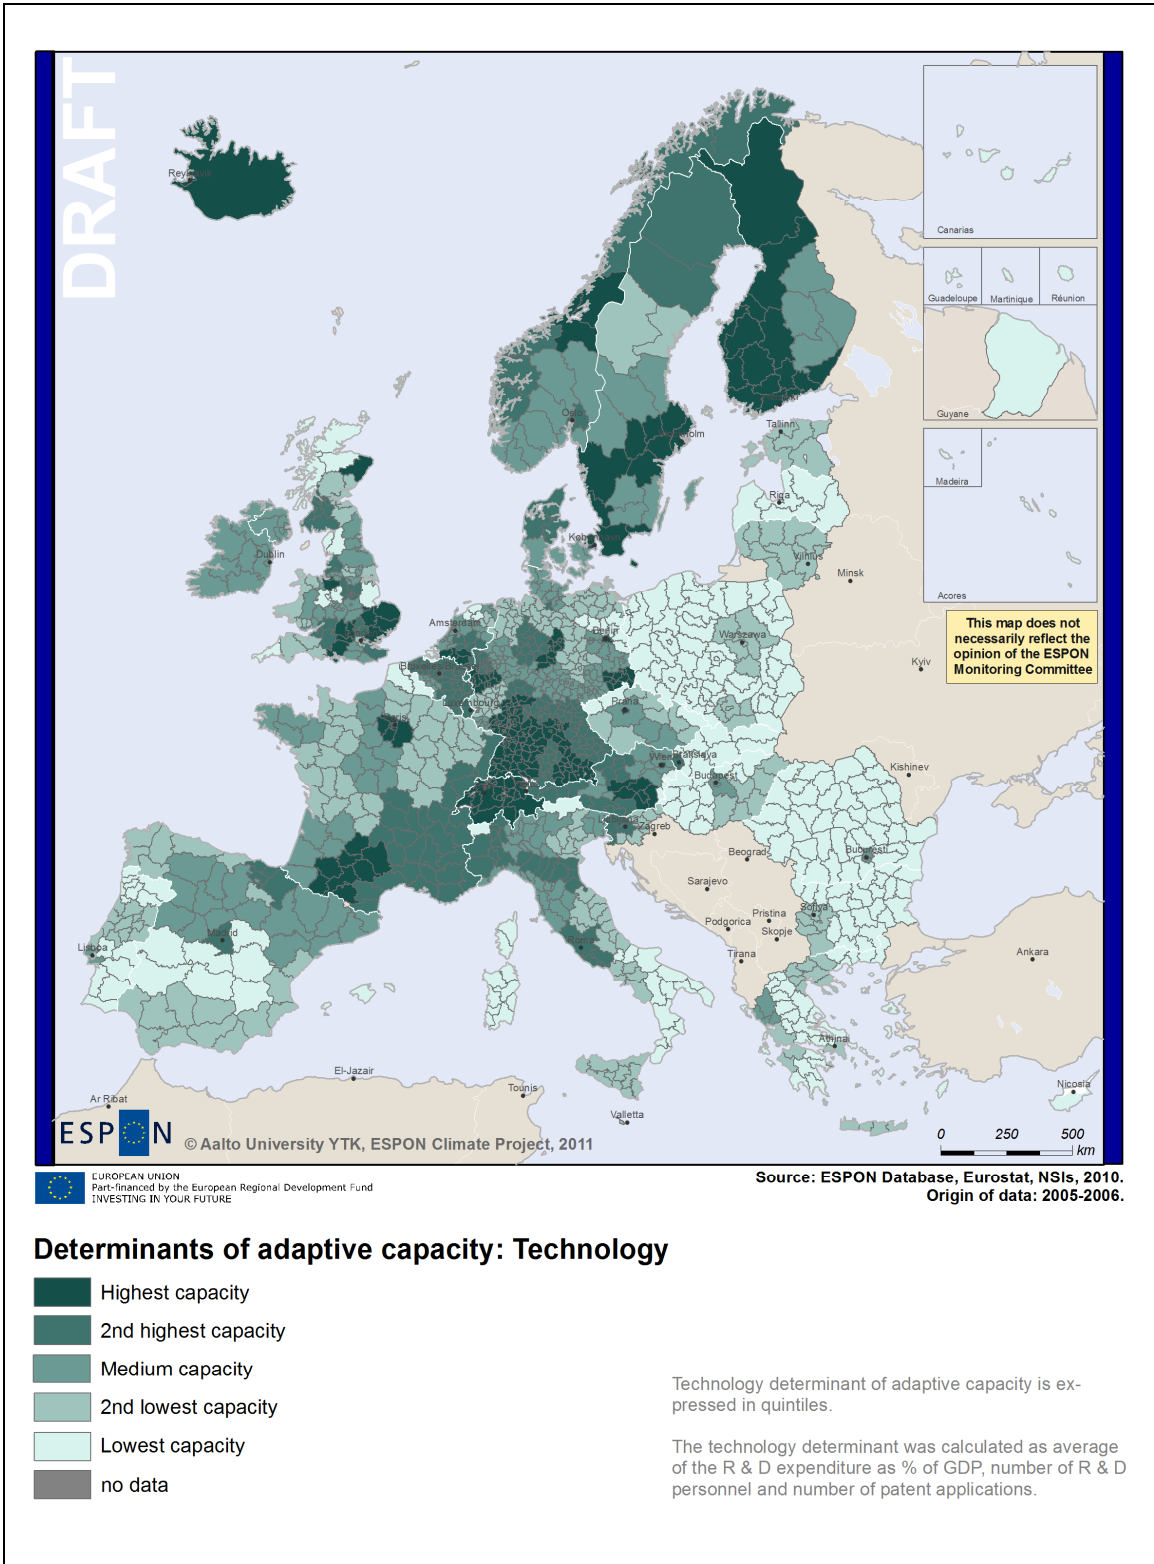 DRAFT
Reykjavik
Canarias
Guadeloupe
Martinique
Réunion
Guyane
Madeira
Acores
Oslo
Tallinn
Riga
Dublin
Vilnius
Minsk
This map does not
necessarily reflect the
opinion of the ESPON
Monitoring Committee
Amsterdam
Berlin
Warszawa
Kyiv
Praha
Paris
Wien
Bratislava
Budapest
Kishinev
Zagreb
Beograd
Bucuresti
Sarajevo
Sofiya
Pristina
Podgorica
Skopje
Madrid
Lisboa
Roma
Tirana
Ankara
Athinai
El-Jazair
Tounis
Ar Ribat
Nicosia
Valletta
ESPON
© Aalto University YTK, ESPON Climate Project, 2011
0 250 500
km
EUROPEAN UNION
Part-financed by the European Regional Development Fund
INVESTING IN YOUR FUTURE
Source: ESPON Database, Eurostat, NSIs, 2010.
Origin of data: 2005-2006.
Determinants of adaptive capacity: Technology
Highest capacity
2nd highest capacity
Medium capacity
2nd lowest capacity
Lowest capacity
no data
Technology determinant of adaptive capacity is ex-
pressed in quintiles.
The technology determinant was calculated as average
of the R & D expenditure as % of GDP, number of R & D
personnel and number of patent applications.